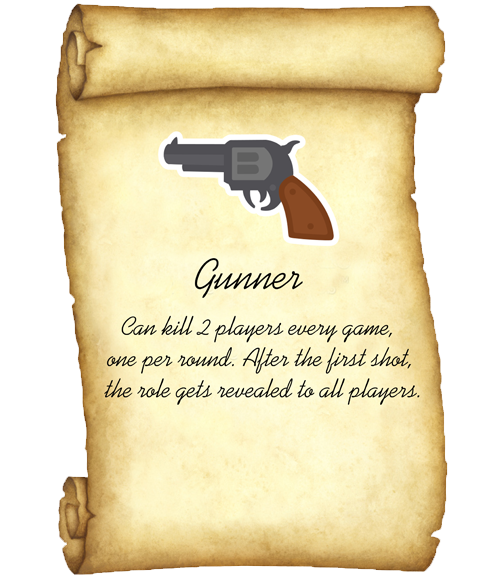 Gunner
Can kill 2 players every game,
one per round. After the first shot,
the role gets revealed to all players.